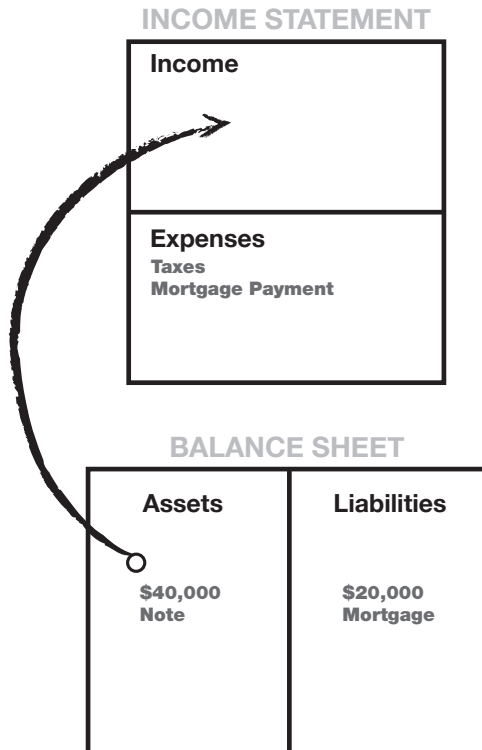 INCOME STATEMENT
Income
Expenses
Taxes
Mortgage Payment
BALANCE SHEET
Assets
Liabilities
$40,000
Note
$20,000
Mortgage